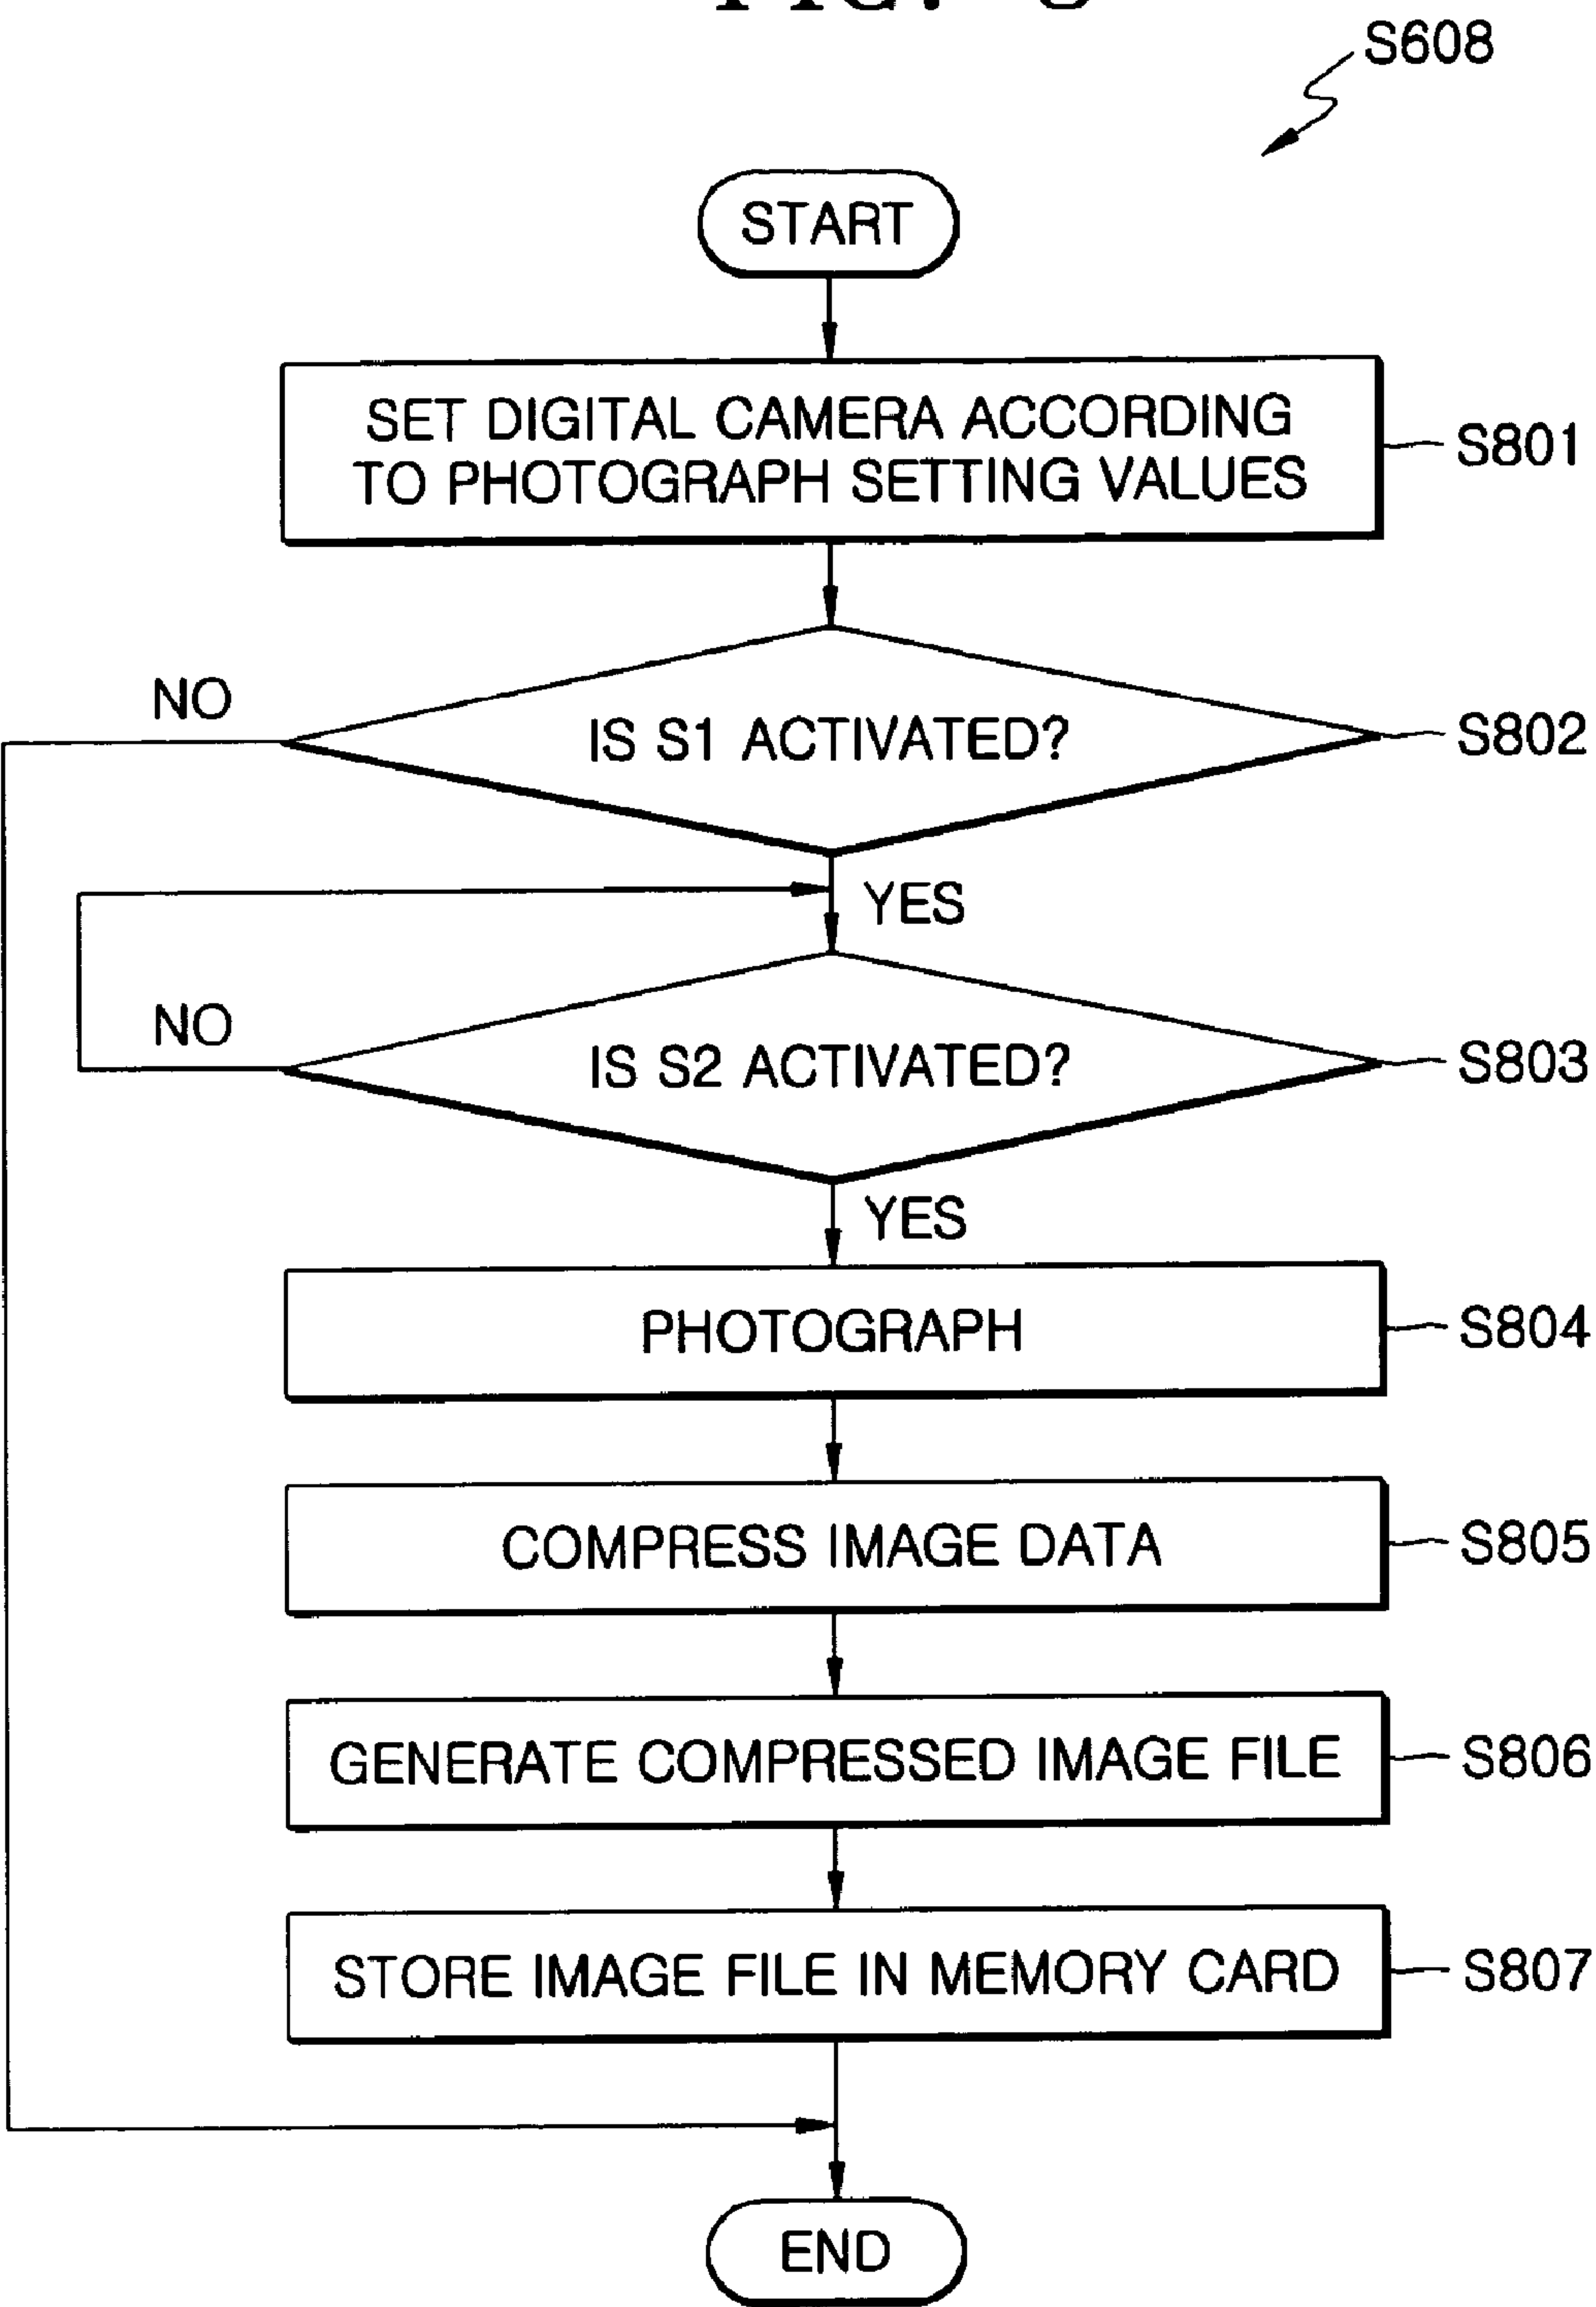 S608
START
SET DIGITAL CAMERA ACCORDING
TO PHOTOGRAPH SETTING VALUES
S801
NO
IS S1 ACTIVATED?
S802
YES
NO
IS S2 ACTIVATED?
S803
YES
PHOTOGRAPH
S804
COMPRESS IMAGE DATA
S805
GENERATE COMPRESSED IMAGE FILE
S806
STORE IMAGE FILE IN MEMORY CARD
S807
END